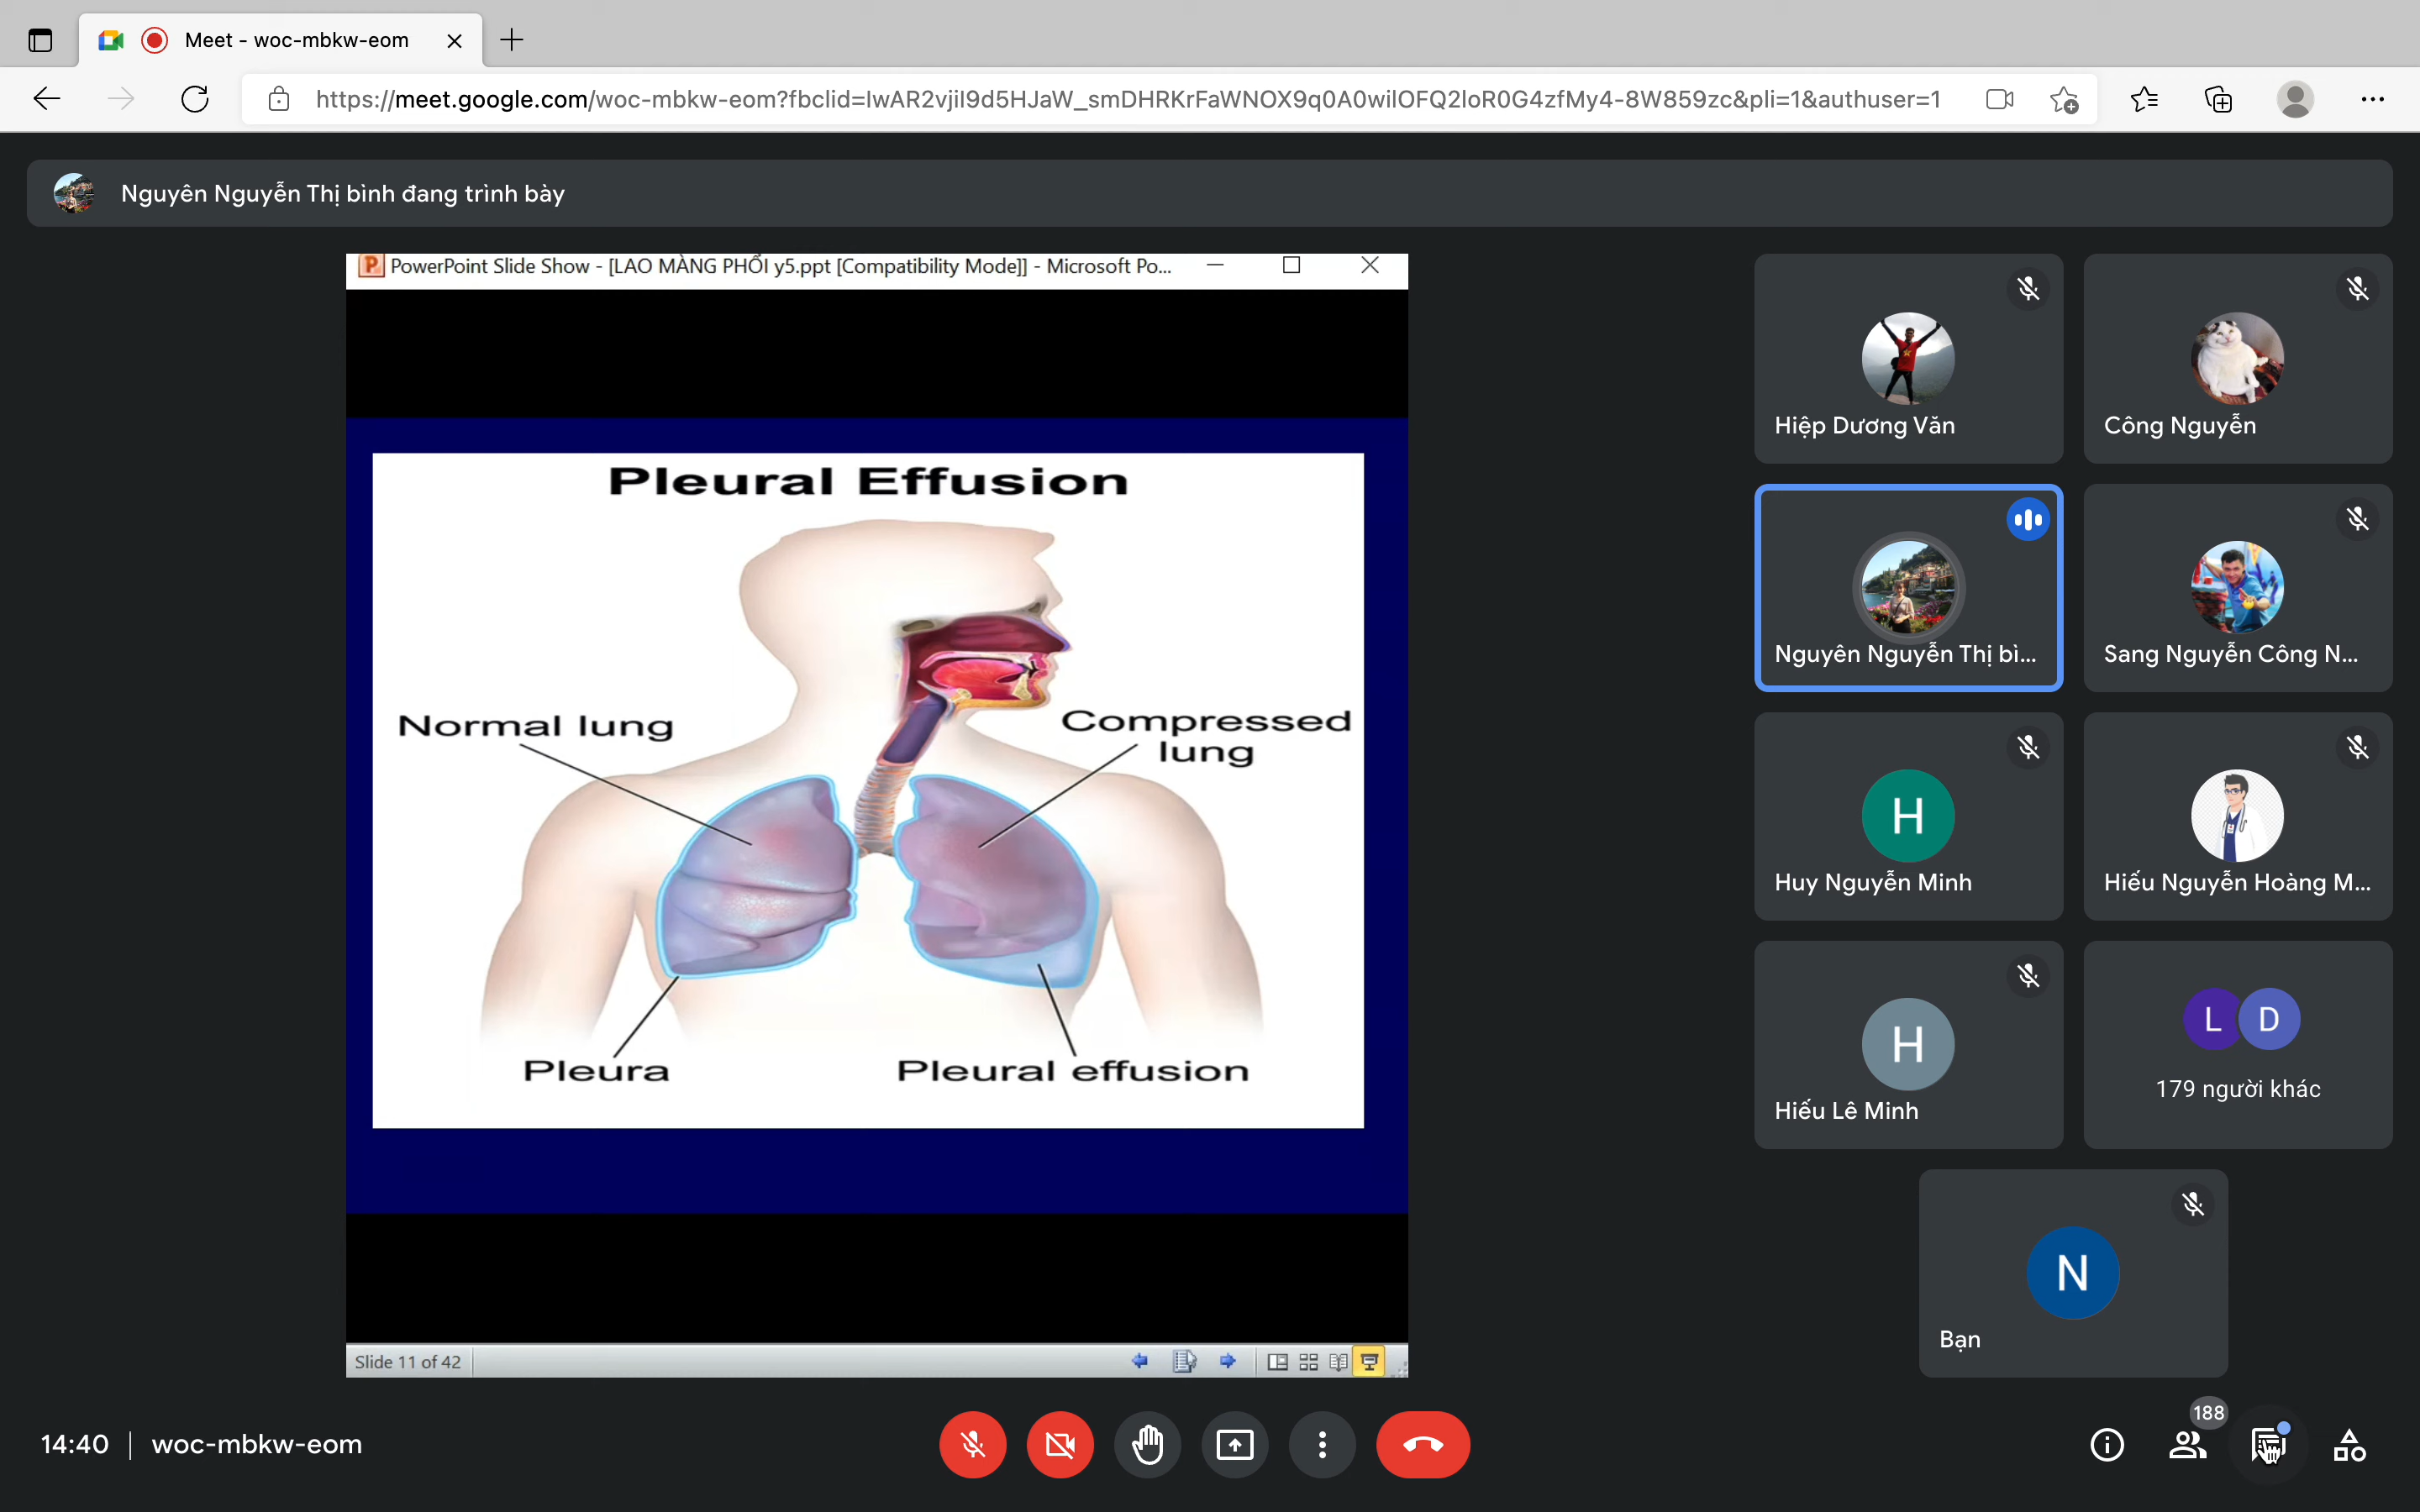 Meet - woc-mbkw-eom
https://meet.google.com/woc-mbkw-eom?fbclid=IwAR2vjiI9d5HJaW_smDHRKrFaWNOX9q0A0wilOFQ2loR0G4zfMy4-8W859zc&pli=1&authuser=1
Nguyên Nguyễn Thị bình đang trình bày
PowerPoint Slide Show - [LAO MÀNG PHỔI y5.ppt [Compatibility Mode]] - Microsoft Po...
Pleural Effusion
Normal lung
Compressed
lung
Pleura
Pleural effusion
Slide 11 of 42
Hiệp Dương Văn
Công Nguyễn
Nguyên Nguyễn Thị bì...
Sang Nguyễn Công N...
H
Huy Nguyễn Minh
Hiếu Nguyễn Hoàng M...
H
Hiếu Lê Minh
L D
179 người khác
N
Bạn
14:40 | woc-mbkw-eom
188